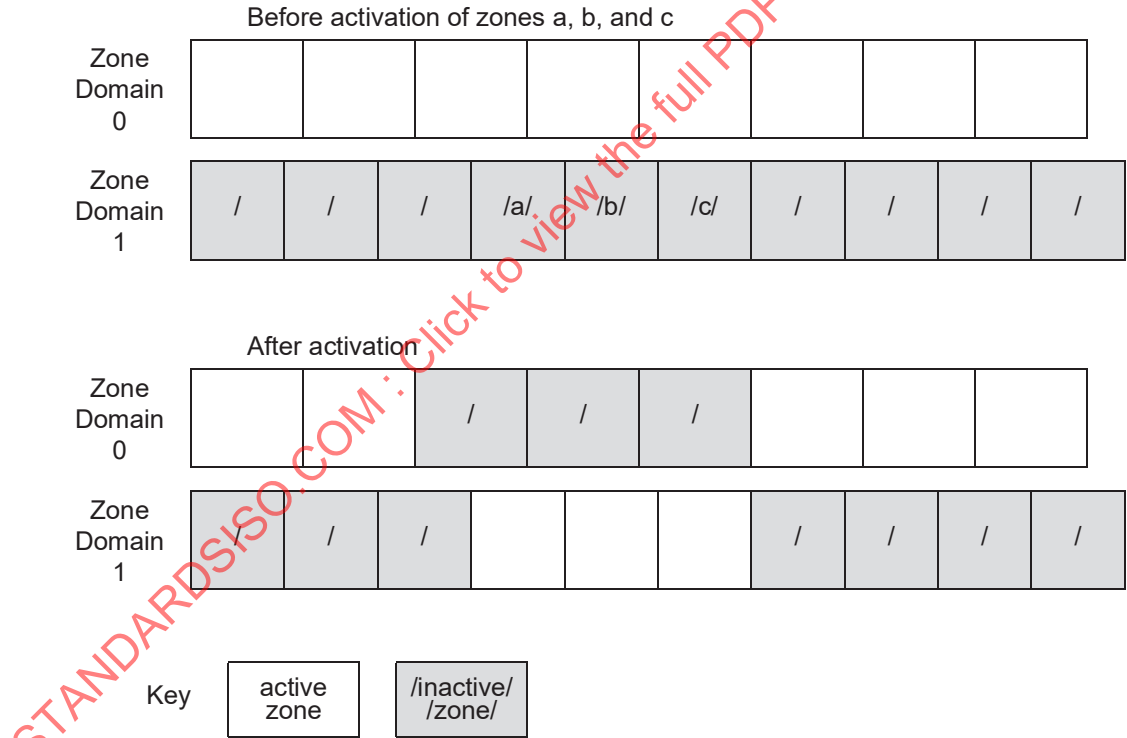 Before activation of zones a, b, and c
Zone
Domain
0
Zone
Domain
1
/ / / /a/ /b/ /c/ / / / /
After activation
Zone
Domain
0
/ / /
Zone
Domain
1
/ / / / / / /
Key
active
zone
/inactive/
/zone/
STANDARDSISO.COM : Click to view the full PDF